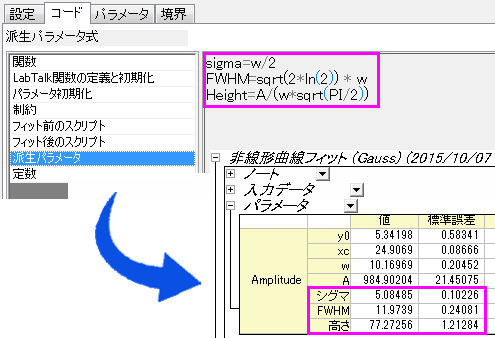 設定 コード パラメータ 境界
派生パラメータ式
関数
LabTalk関数の定義と初期化
パラメータ初期化
制約
フィット前のスクリプト
フィット後のスクリプト
派生パラメータ
定数
sigma=w/2
FWHM=sqrt(2*ln(2)) * w
Height=A/(w*sqrt(PI/2))
非線形曲線フィット (Gauss) (2015/10/07
ノート
入力データ
パラメータ
値 標準誤差
Amplitude
y0 5.34198 0.58341
xc 24.9069 0.08666
w 10.16969 0.20452
A 984.90204 21.45075
シグマ 5.08485 0.10226
FWHM 11.9739 0.24081
高さ 77.27256 1.21284